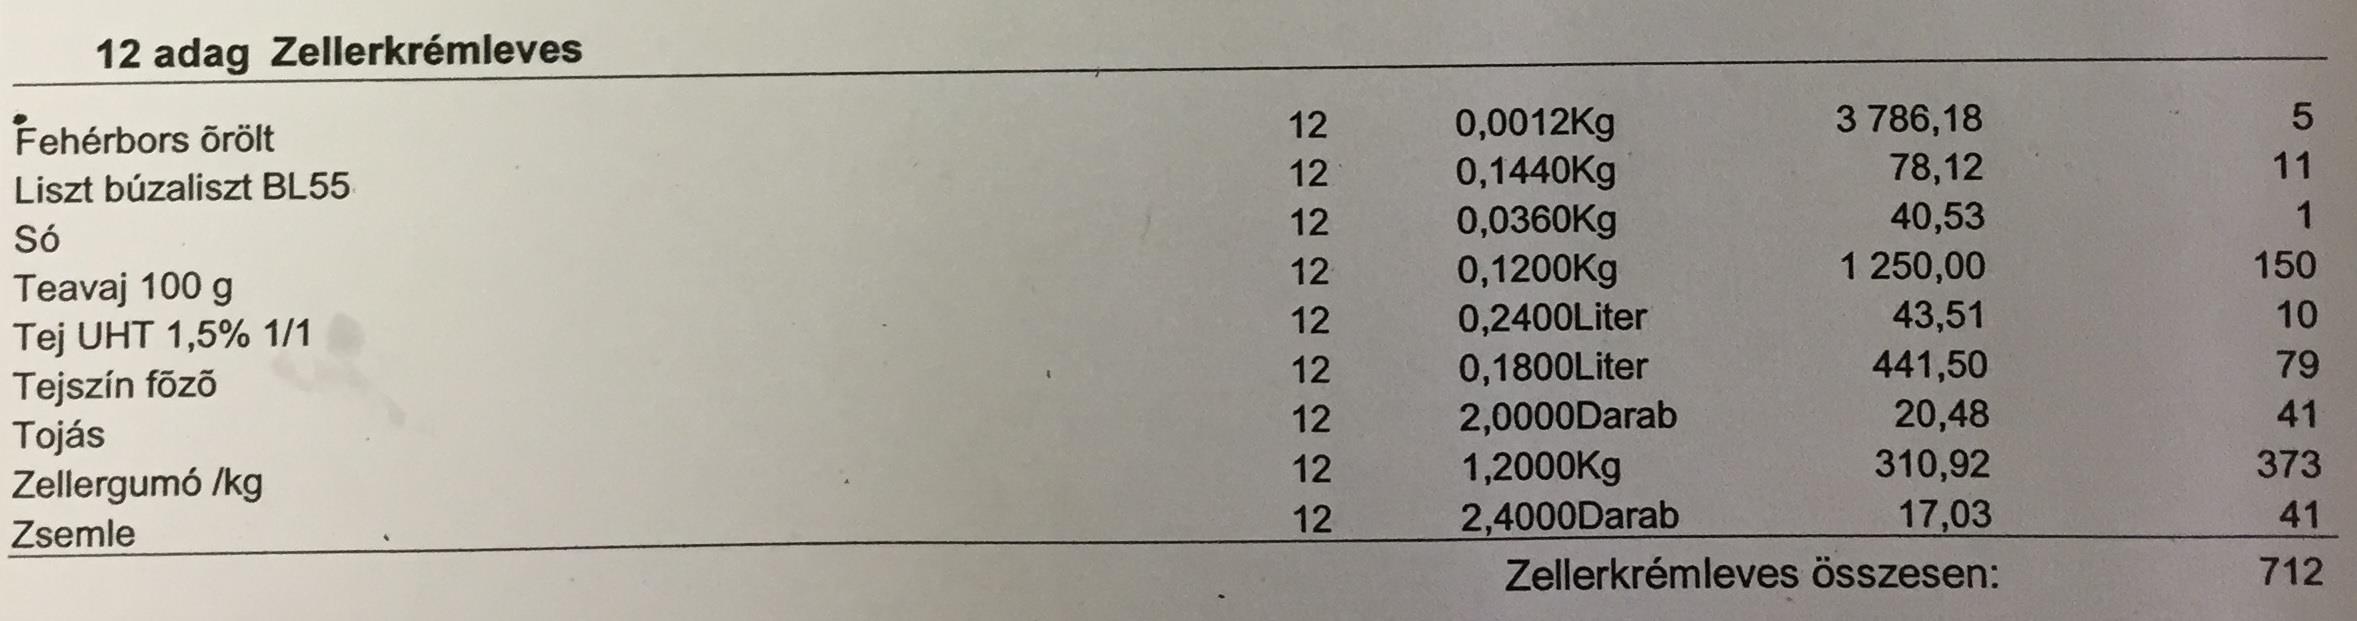 12 adag Zellerkrémleves
Fehérbors õrölt 12 0,0012Kg 3 786,18 5
Liszt búzaliszt BL55 12 0,1440Kg 78,12 11
Só 12 0,0360Kg 40,53 1
Teavaj 100 g 12 0,1200Kg 1 250,00 150
Tej UHT 1,5% 1/1 12 0,2400Liter 43,51 10
Tejszín fõzõ 12 0,1800Liter 441,50 79
Tojás 12 2,0000Darab 20,48 41
Zellergumó /kg 12 1,2000Kg 310,92 373
Zsemle 12 2,4000Darab 17,03 41
Zellerkrémleves összesen: 712